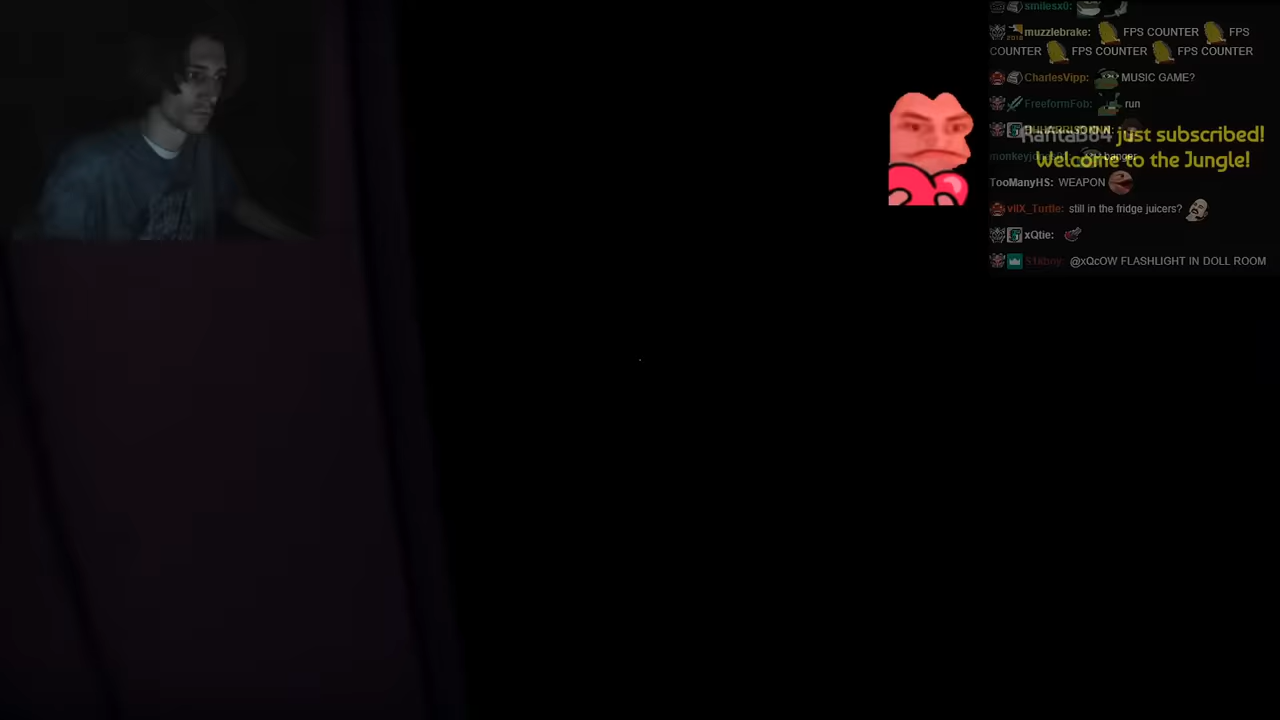 smilesx0:
muzzlebrake: FPS COUNTER FPS
COUNTER FPS COUNTER FPS COUNTER
CharlesVipp: MUSIC GAME?
FreeformFob: run
just subscribed!
Welcome to the Jungle!
TooManyHS: WEAPON
viIX_Turtle: still in the fridge juicers?
xQtie:
@xQcOW FLASHLIGHT IN DOLL ROOM